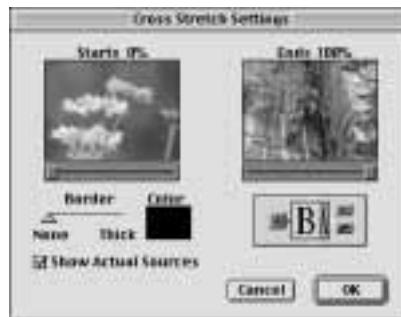 Cross Stretch Settings
Start: 0%
End: 100%
Border
Color
None Thick
Show Actual Sources
B
Cancel OK